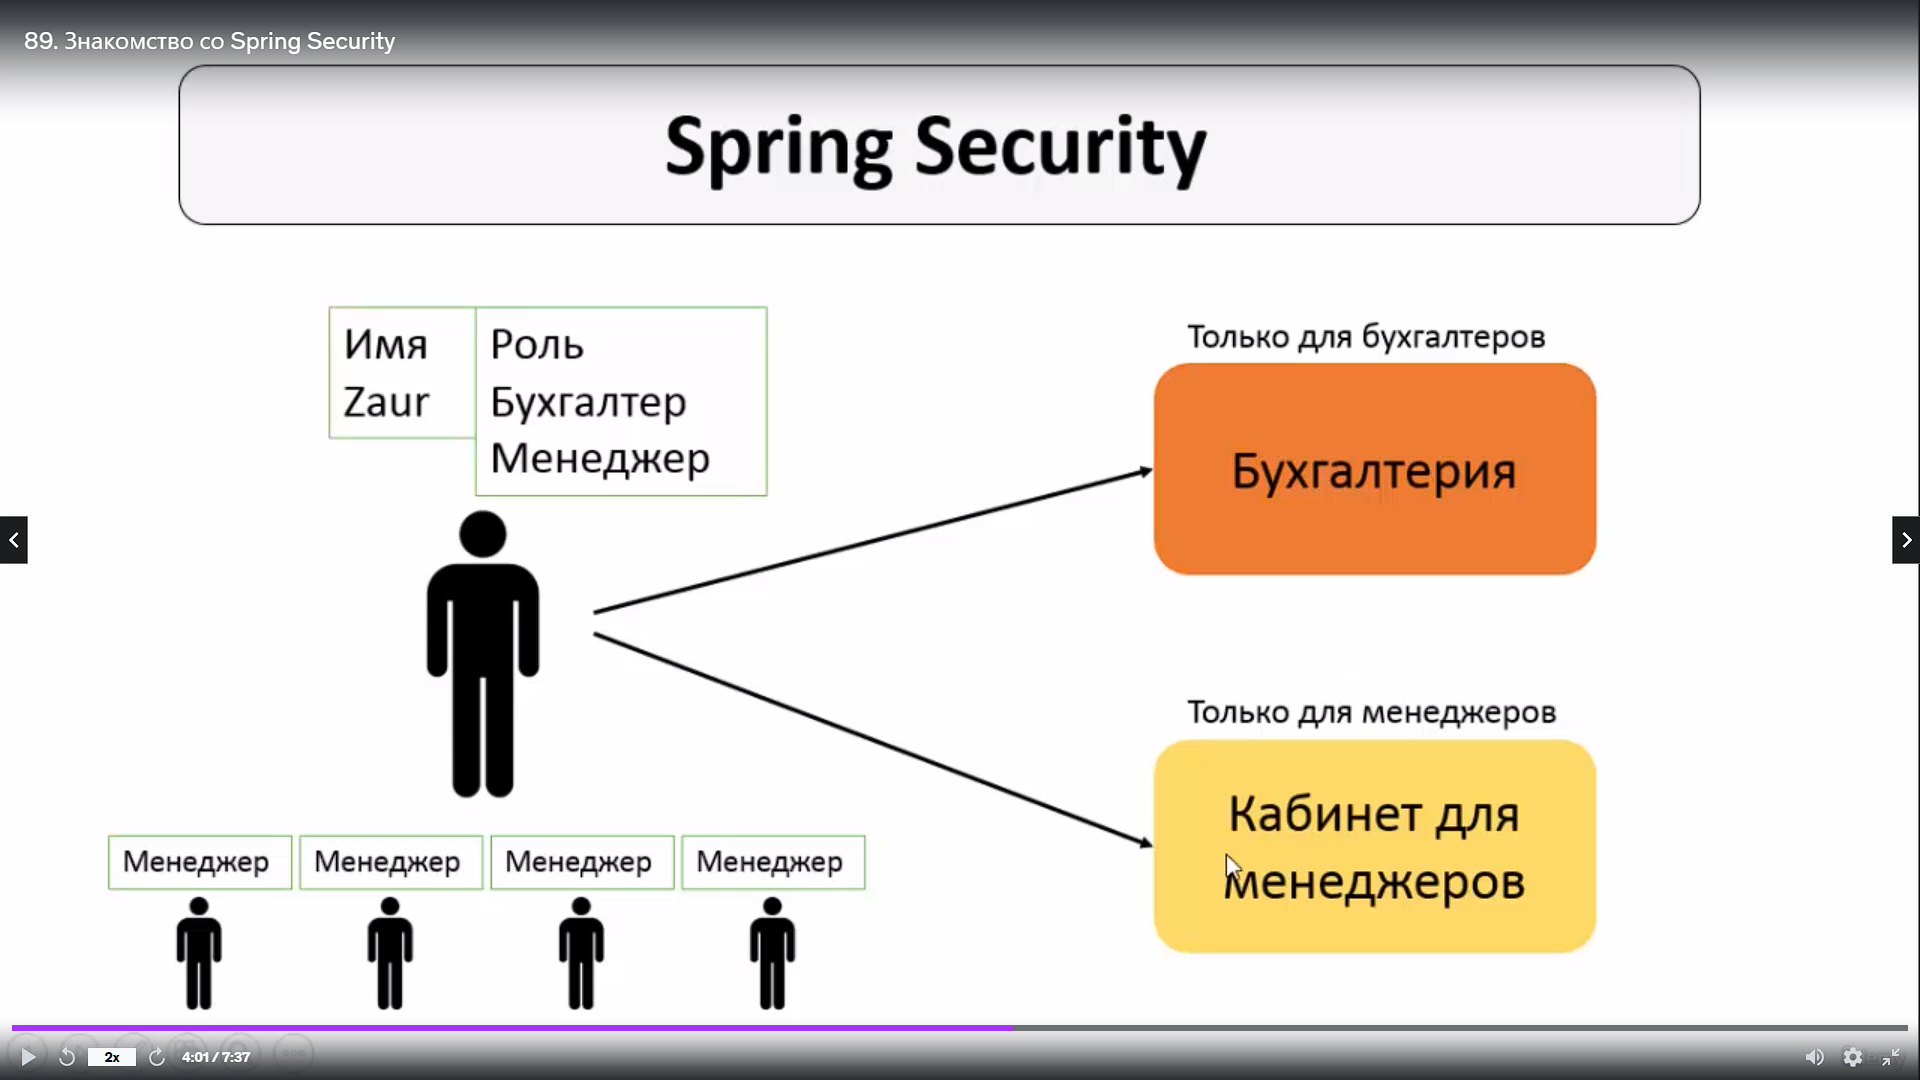 89. Знакомство со Spring Security
Spring Security
Имя
Zaur
Роль
Бухгалтер
Менеджер
Только для бухгалтеров
Бухгалтерия
Только для менеджеров
Кабинет для
менеджеров
Менеджер
Менеджер
Менеджер
Менеджер
2x
4:01 / 7:37